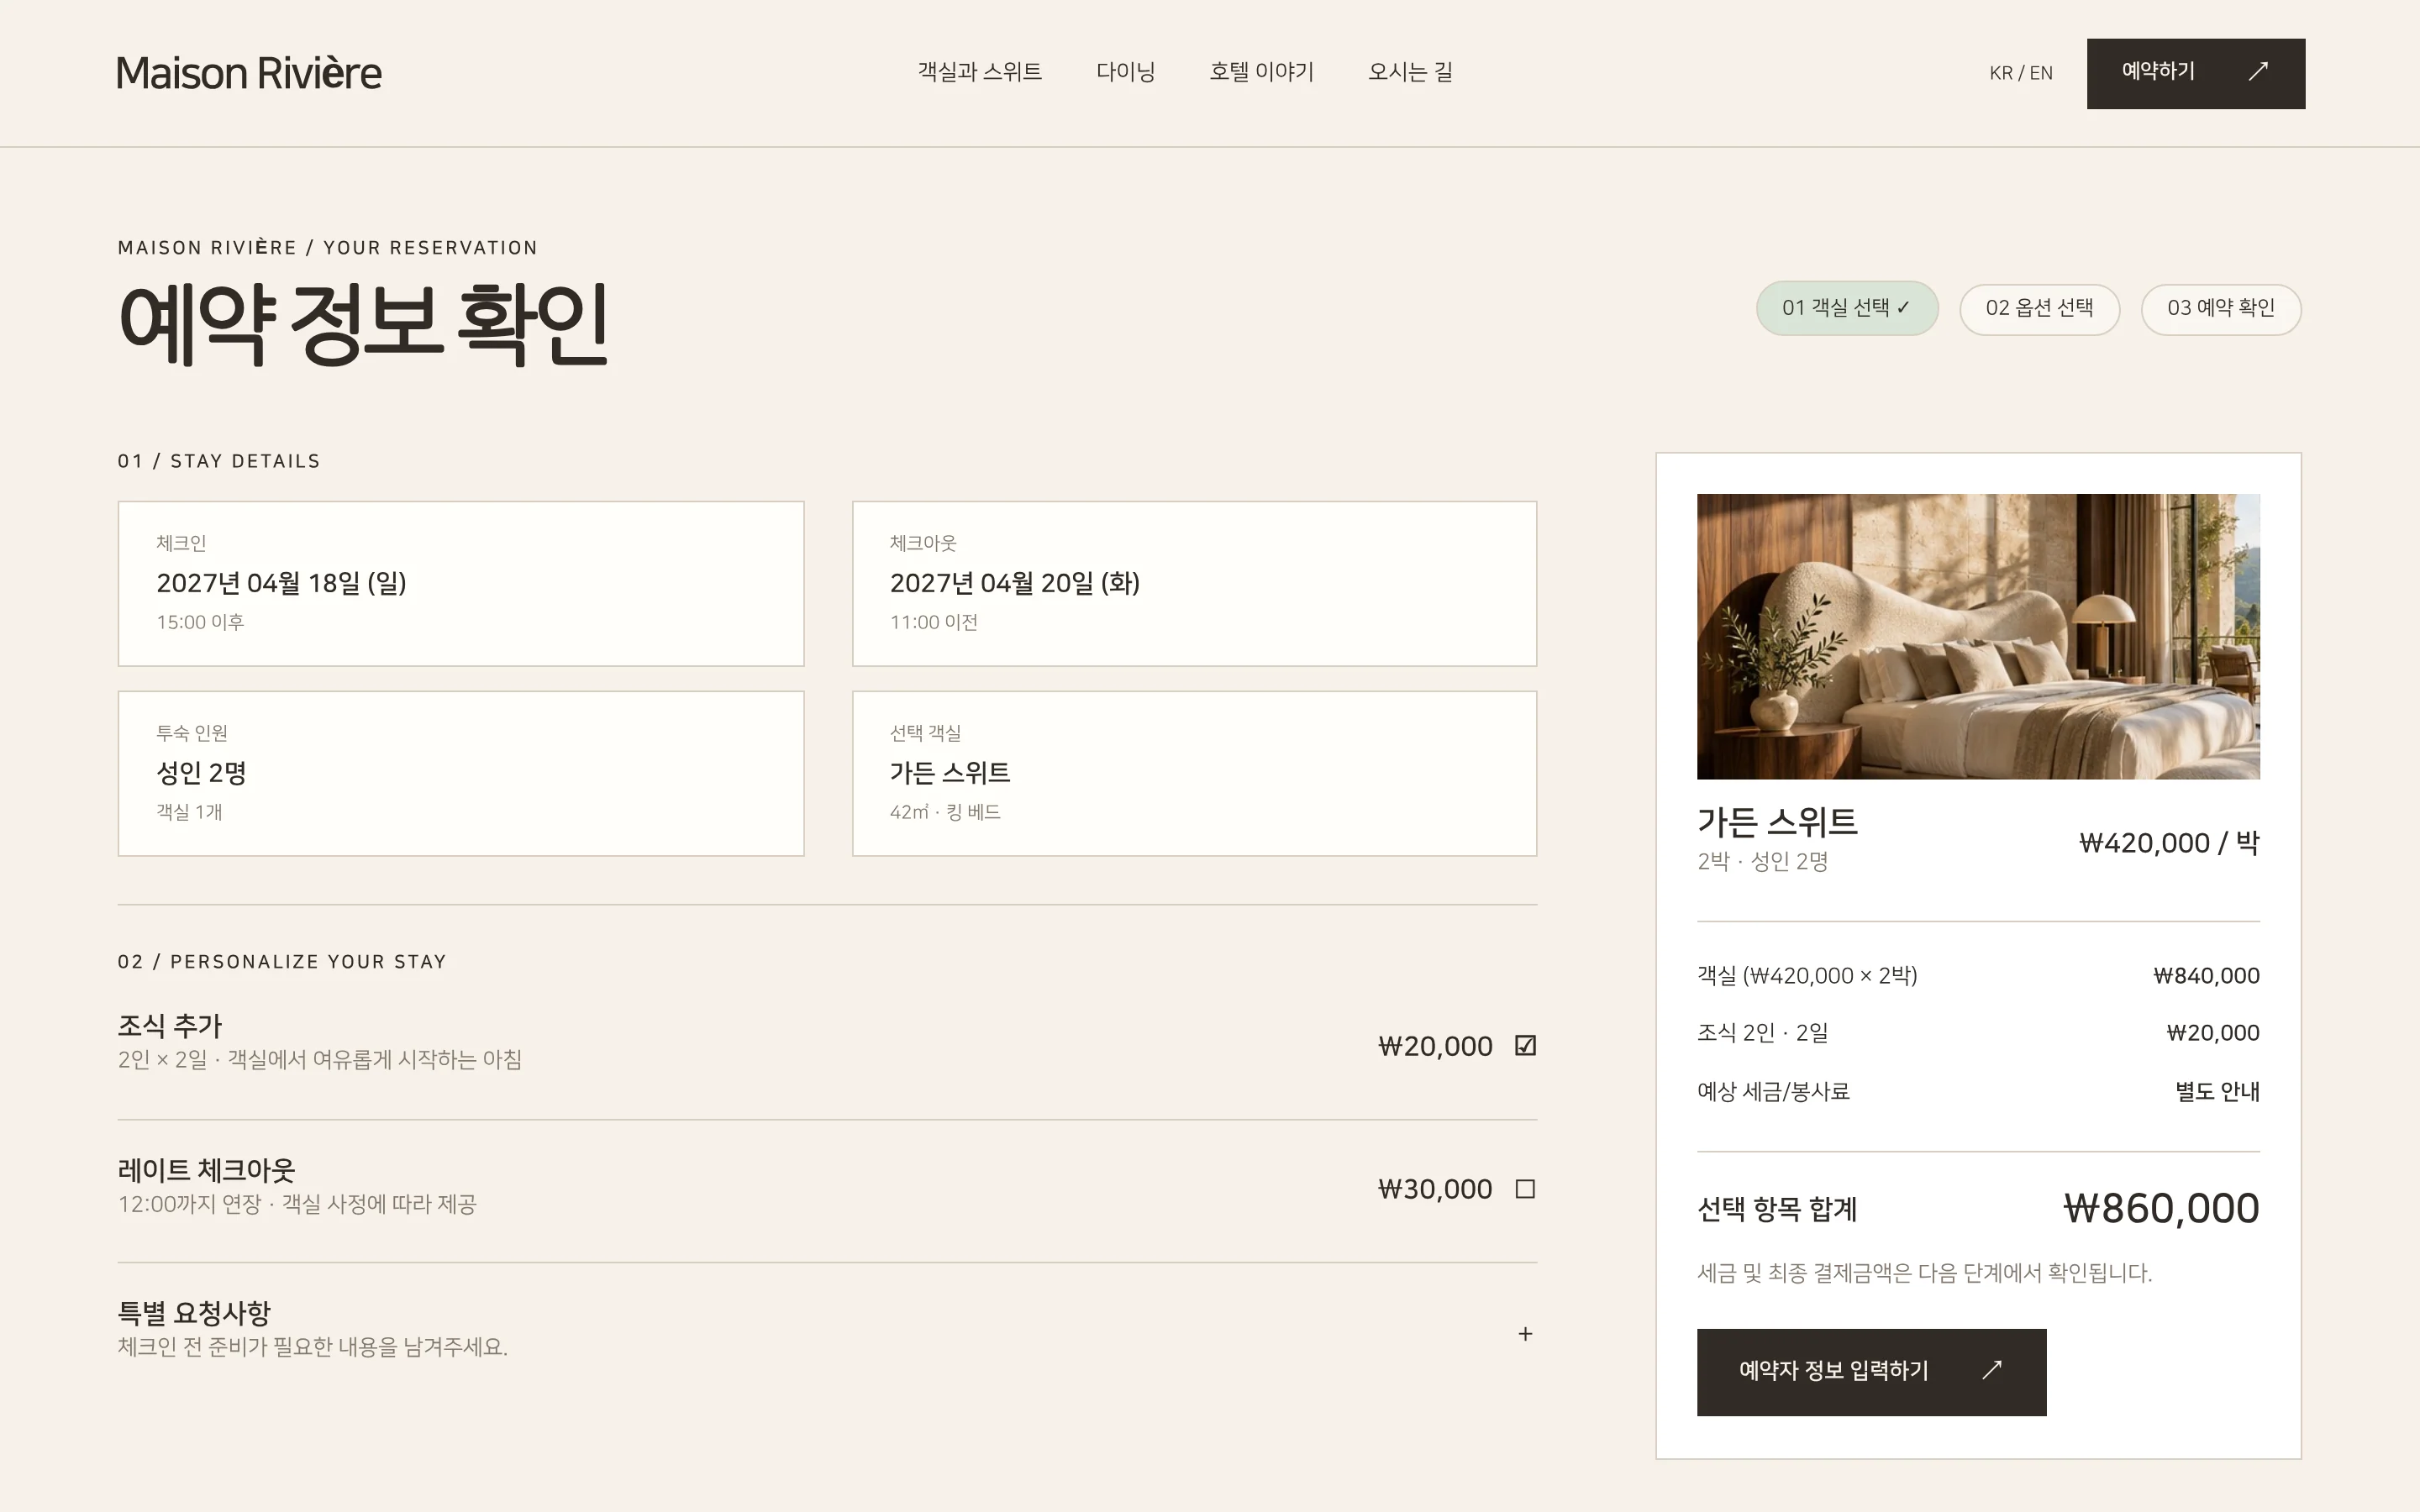 Maison Rivière
객실과 스위트
다이닝
호텔 이야기
오시는 길
KR / EN
예약하기 ↗
MAISON RIVIÈRE / YOUR RESERVATION
예약 정보 확인
01 객실 선택 ✓
02 옵션 선택
03 예약 확인
01 / STAY DETAILS
체크인
2027년 04월 18일 (일)
15:00 이후
체크아웃
2027년 04월 20일 (화)
11:00 이전
투숙 인원
성인 2명
객실 1개
선택 객실
가든 스위트
42㎡ · 킹 베드
02 / PERSONALIZE YOUR STAY
조식 추가
2인 × 2일 · 객실에서 여유롭게 시작하는 아침
₩20,000 ☑
레이트 체크아웃
12:00까지 연장 · 객실 사정에 따라 제공
₩30,000 ☐
특별 요청사항
체크인 전 준비가 필요한 내용을 남겨주세요.
+
가든 스위트
2박 · 성인 2명
₩420,000 / 박
객실 (₩420,000 × 2박) ₩840,000
조식 2인 · 2일 ₩20,000
예상 세금/봉사료 별도 안내
선택 항목 합계 ₩860,000
세금 및 최종 결제금액은 다음 단계에서 확인됩니다.
예약자 정보 입력하기 ↗